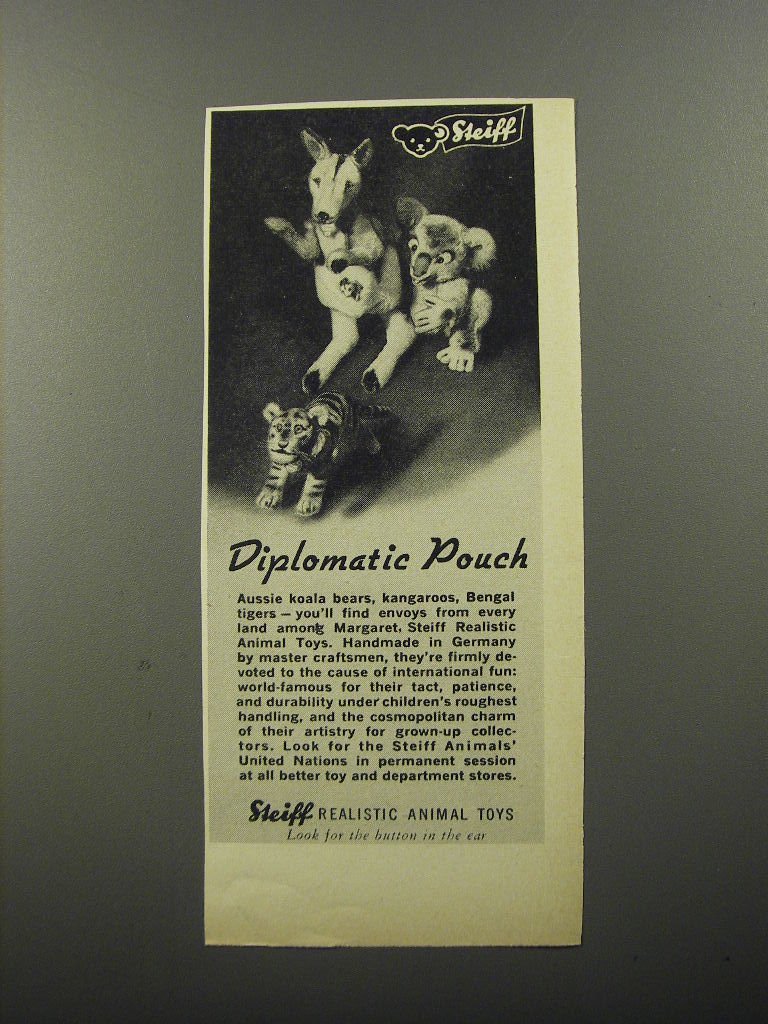 Steiff
Diplomatic Pouch
Aussie koala bears, kangaroos, Bengal
tigers — you'll find envoys from every
land among Margaret, Steiff Realistic
Animal Toys. Handmade in Germany
by master craftsmen, they're firmly de-
voted to the cause of international fun:
world-famous for their tact, patience,
and durability under children's roughest
handling, and the cosmopolitan charm
of their artistry for grown-up collec-
tors. Look for the Steiff Animals'
United Nations in permanent session
at all better toy and department stores.
Steiff REALISTIC ANIMAL TOYS
Look for the button in the ear